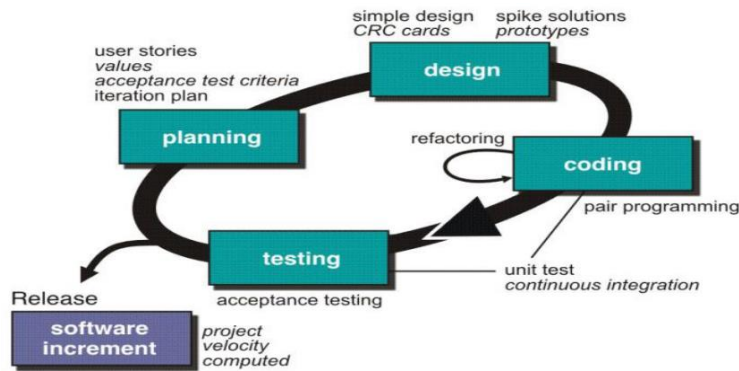 simple design
CRC cards
spike solutions
prototypes
user stories
values
acceptance test criteria
iteration plan
design
planning
refactoring
coding
pair programming
testing
unit test
continuous integration
acceptance testing
Release
software
increment
project
velocity
computed